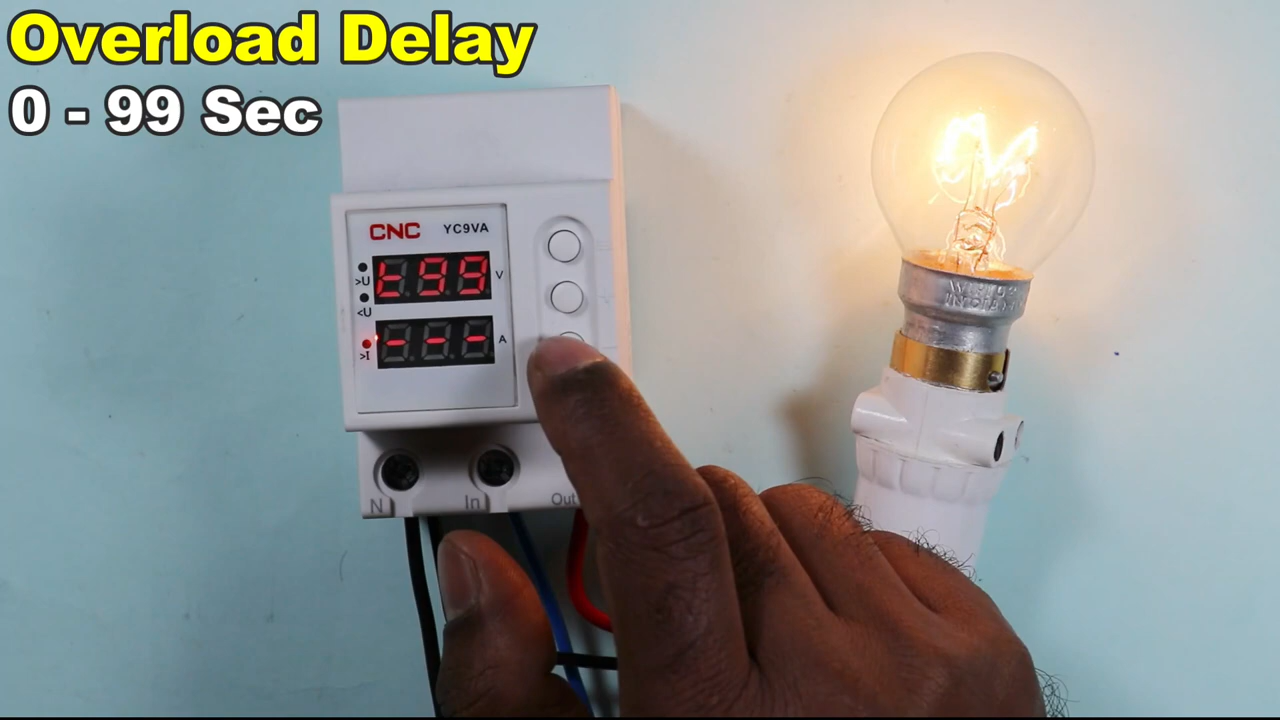 Overload Delay
0 - 99 Sec
CNC YC9VA
>U t99 V
<U
>I - - - A
N In Out